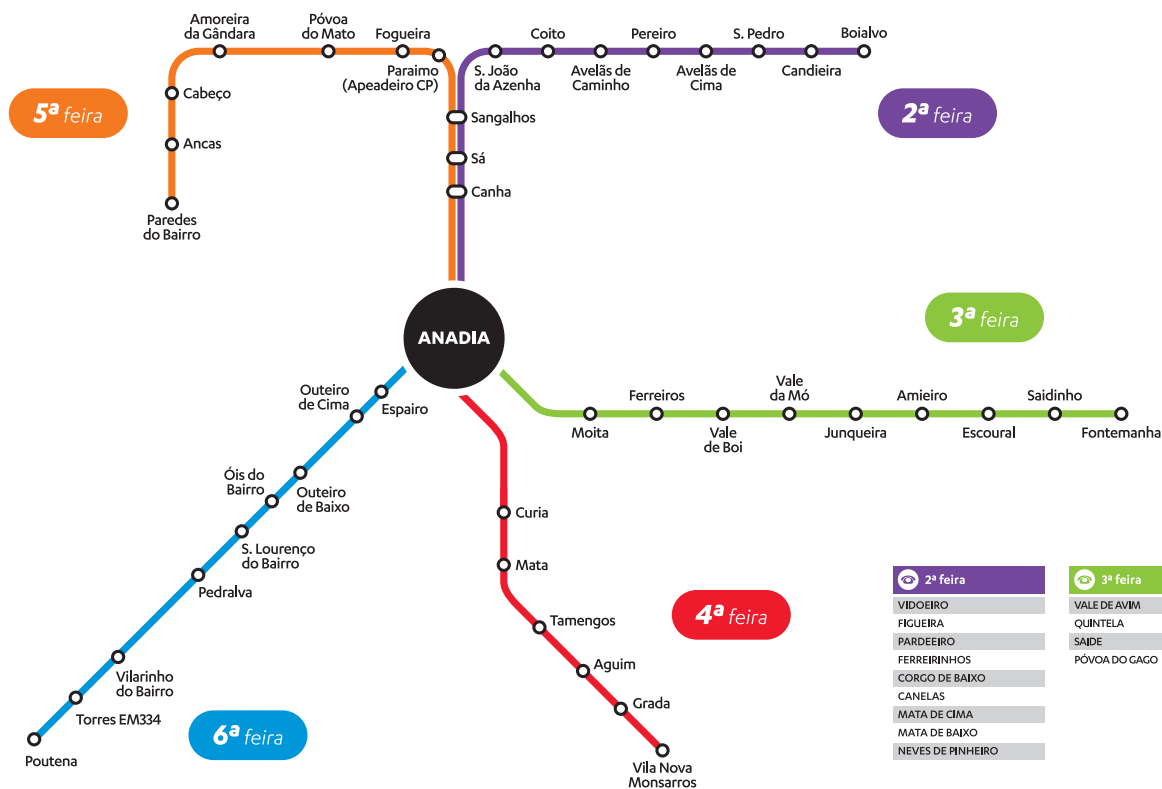 Amoreira
da Gândara
Póvoa
do Mato
Fogueira
Paraimo
(Apeadeiro CP)
Cabeço
Ancas
Paredes
do Bairro
5ª feira
S. João
da Azenha
Coito
Avelãs de
Caminho
Pereiro
Avelãs de
Cima
S. Pedro
Candieira
Boialvo
2ª feira
Sangalhos
Sá
Canha
ANADIA
3ª feira
Moita
Ferreiros
Vale
de Boi
Vale
da Mó
Junqueira
Amieiro
Escoural
Saidinho
Fontemanha
Outeiro
de Cima
Espairo
Óis do
Bairro
Outeiro
de Baixo
S. Lourenço
do Bairro
Pedralva
Vilarinho
do Bairro
Torres EM334
Poutena
6ª feira
Curia
Mata
Tamengos
Aguim
Grada
Vila Nova
Monsarros
4ª feira
2ª feira
VIDOEIRO
FIGUEIRA
PARDEEIRO
FERREIRINHOS
CORGO DE BAIXO
CANELAS
MATA DE CIMA
MATA DE BAIXO
NEVES DE PINHEIRO
3ª feira
VALE DE AVIM
QUINTELA
SAIDE
PÓVOA DO GAGO